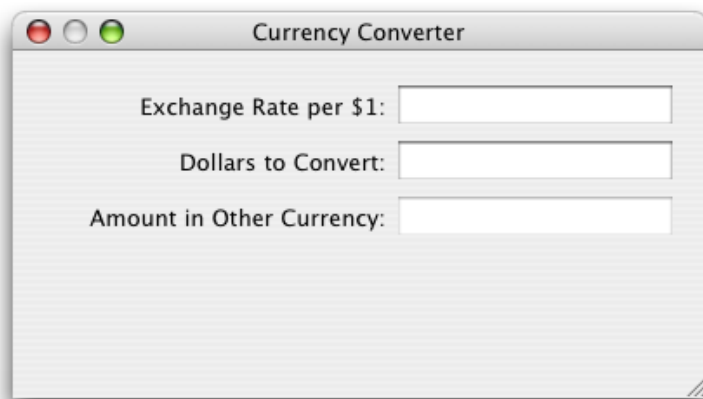 Currency Converter
Exchange Rate per $1:
Dollars to Convert:
Amount in Other Currency: